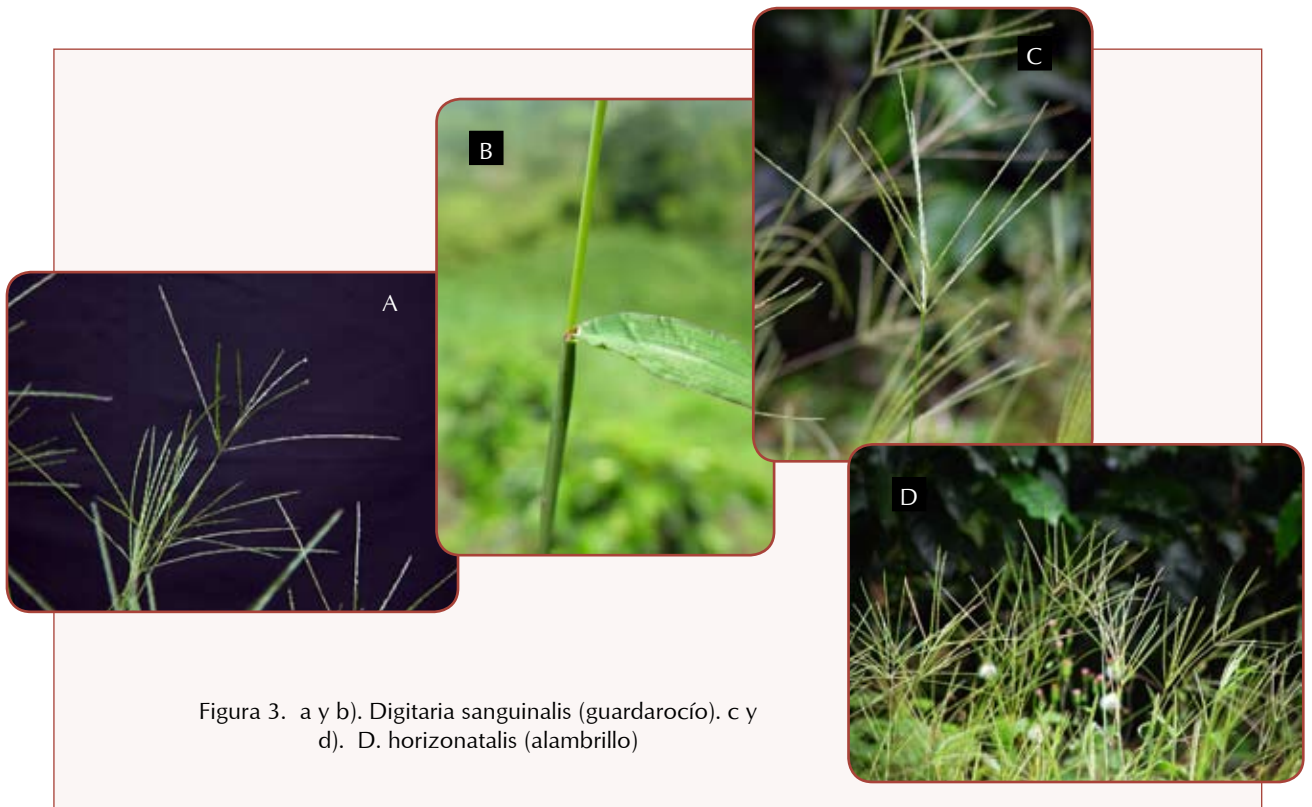 C
B
A
D
Figura 3. a y b). Digitaria sanguinalis (guardarocío). c y
d). D. horizonatalis (alambrillo)